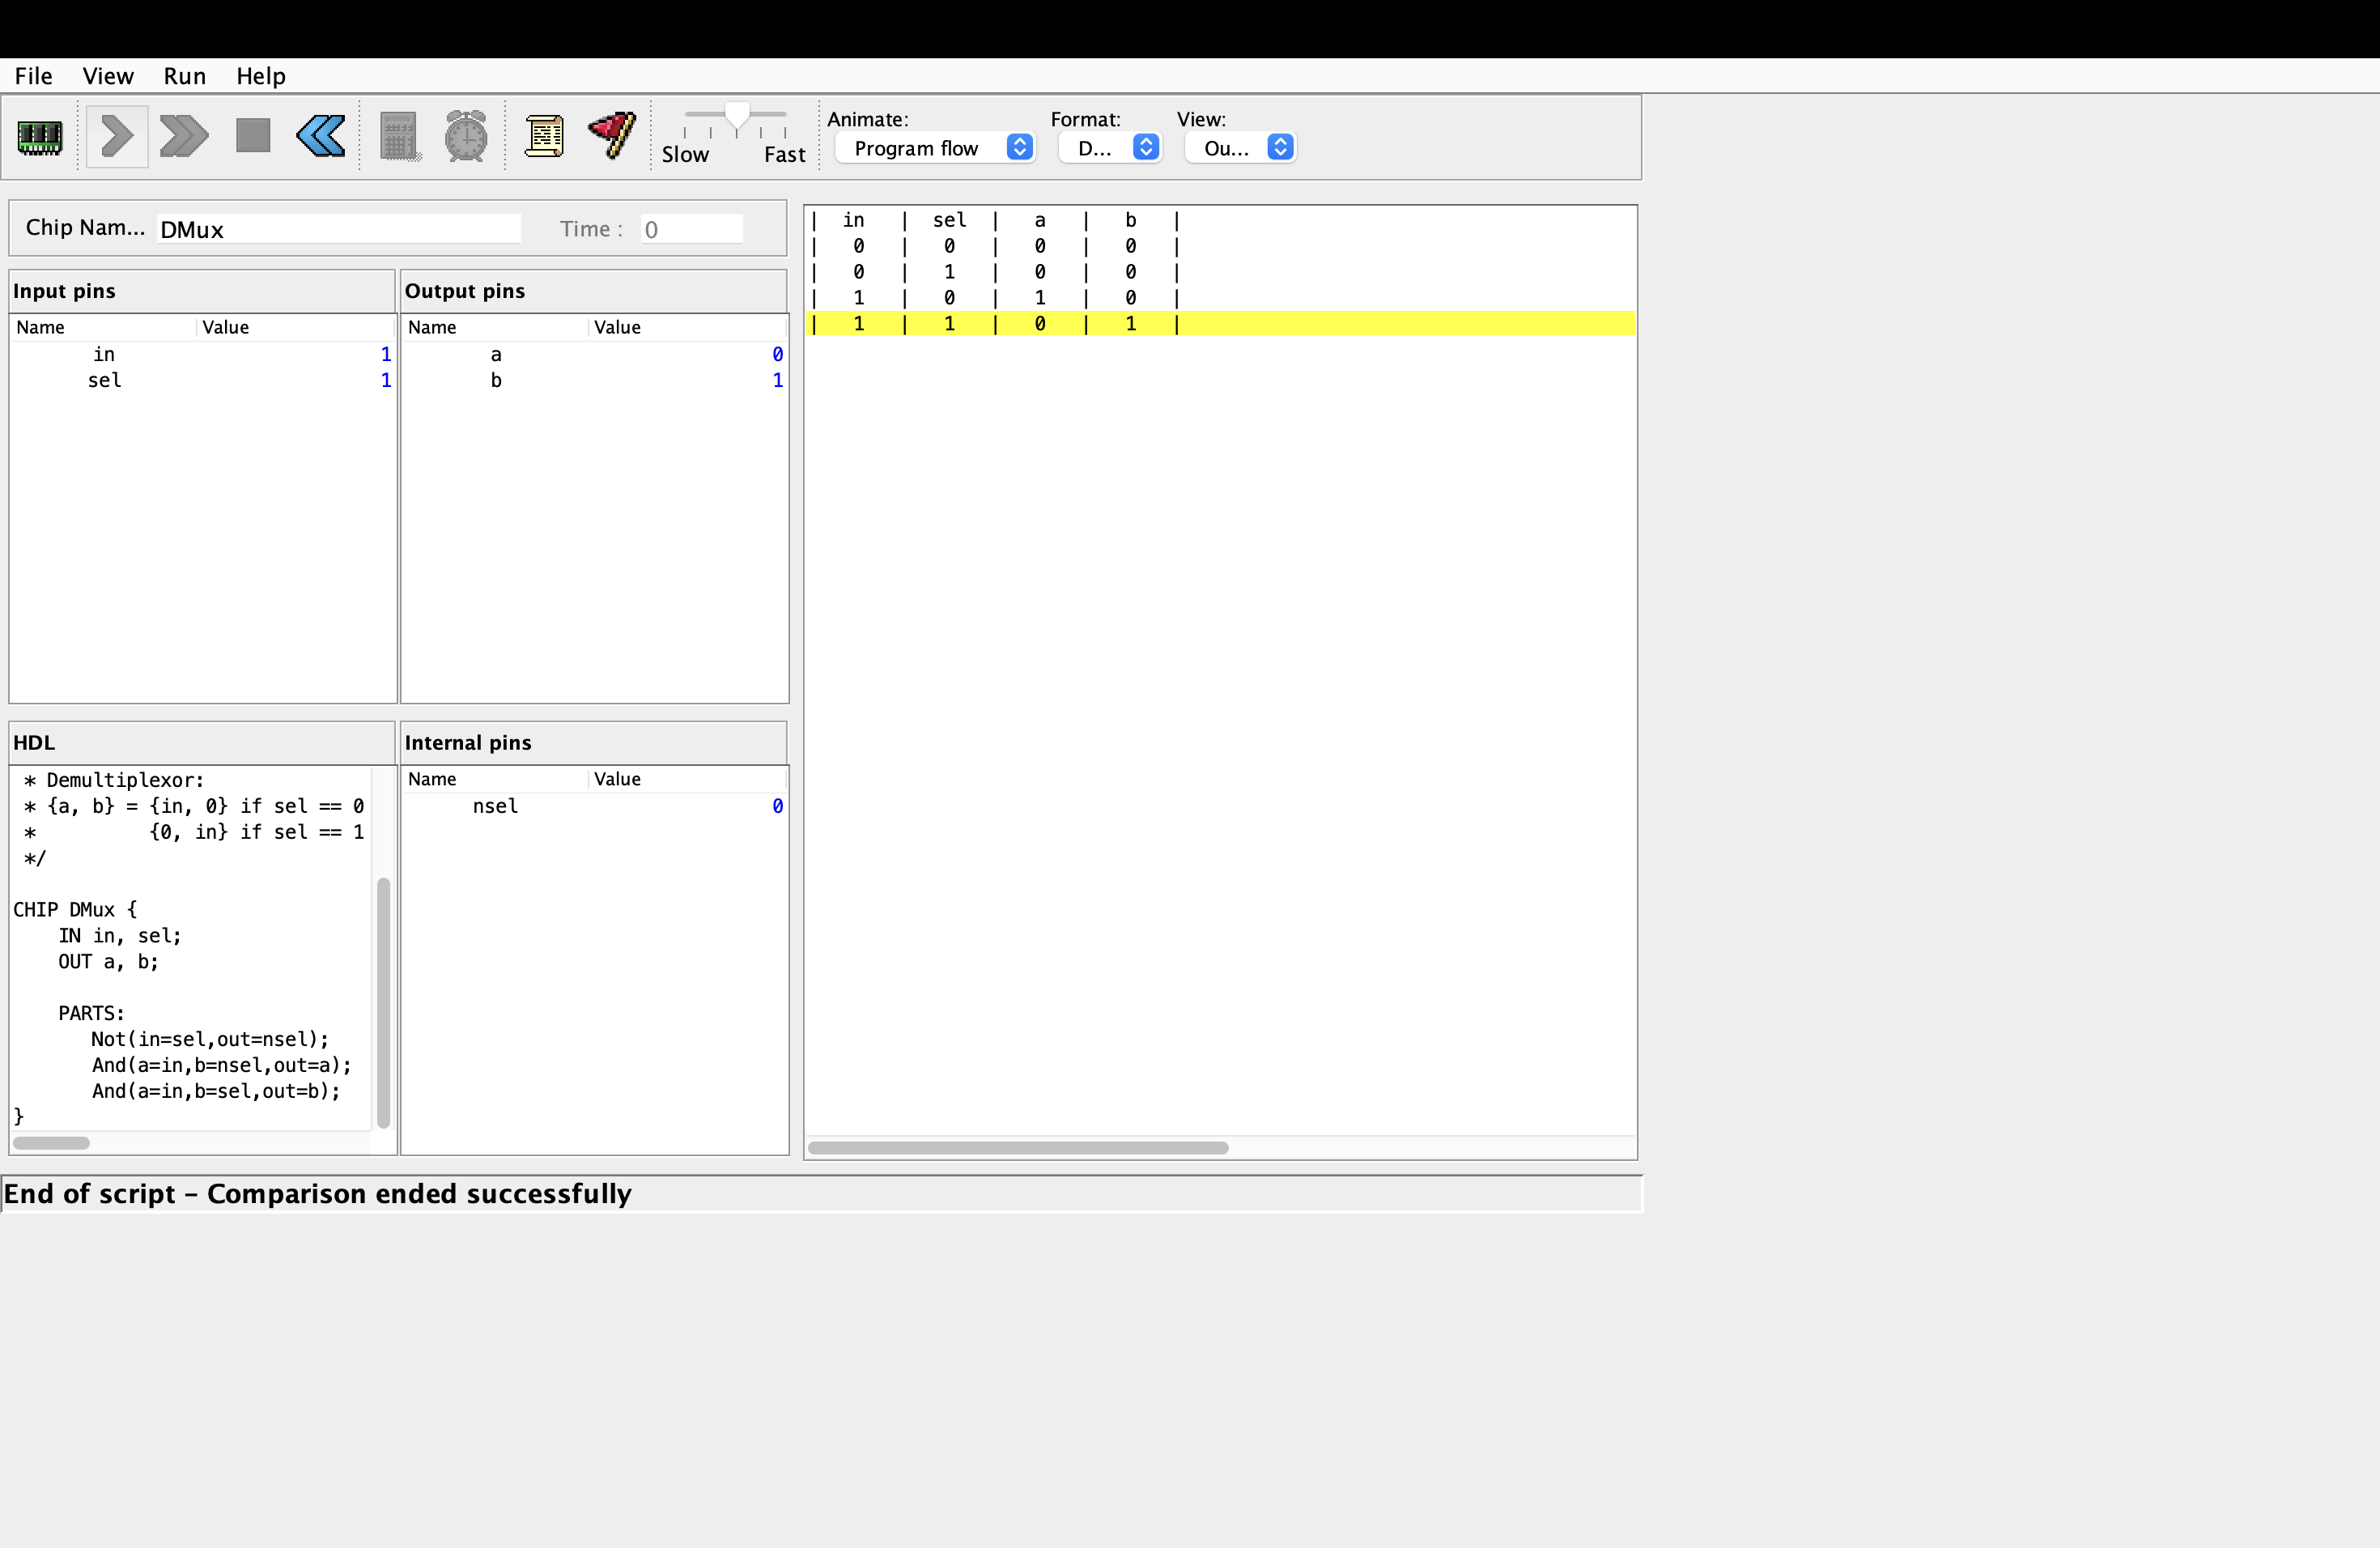 File View Run Help
Slow Fast
Animate: Format: View:
Program flow D... Ou...
Chip Nam... DMux Time : 0
Input pins
Name Value
in 1
sel 1
Output pins
Name Value
a 0
b 1
HDL
* Demultiplexor:
* {a, b} = {in, 0} if sel == 0
* {0, in} if sel == 1
*/
CHIP DMux {
IN in, sel;
OUT a, b;
PARTS:
Not(in=sel,out=nsel);
And(a=in,b=nsel,out=a);
And(a=in,b=sel,out=b);
}
Internal pins
Name Value
nsel 0
| in | sel | a | b |
| 0 | 0 | 0 | 0 |
| 0 | 1 | 0 | 0 |
| 1 | 0 | 1 | 0 |
| 1 | 1 | 0 | 1 |
End of script – Comparison ended successfully